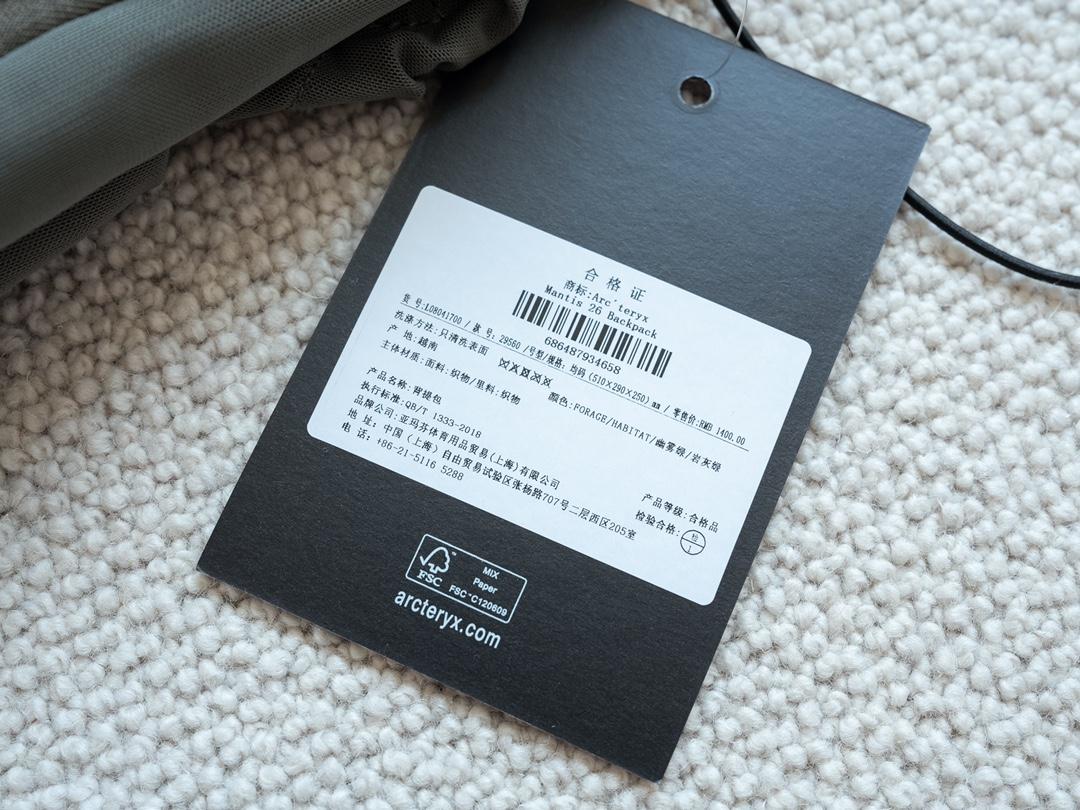 合格证
商标:Arc'teryx
Mantis 26 Backpack
686487934658
货号:L08041700 / 款号: 29560 /号型/规格: 均码 (510X290X250) mm / 零售价:RMB 1400.00
洗涤方法:只清洗表面
产地:越南
颜色:FORAGE/HABITAT/幽雾绿/岩灰绿
主体材质:面料:织物/里料:织物
产品名称:背提包
执行标准:QB/T 1333-2018
品牌公司:亚玛芬体育用品贸易(上海)有限公司
地址: 中国(上海)自由贸易试验区张杨路707号二层西区205室
电话: +86-21-5116 5288
产品等级:合格品
检验合格:
检
1
FSC
MIX
Paper
FSC™ C120609
arcteryx.com